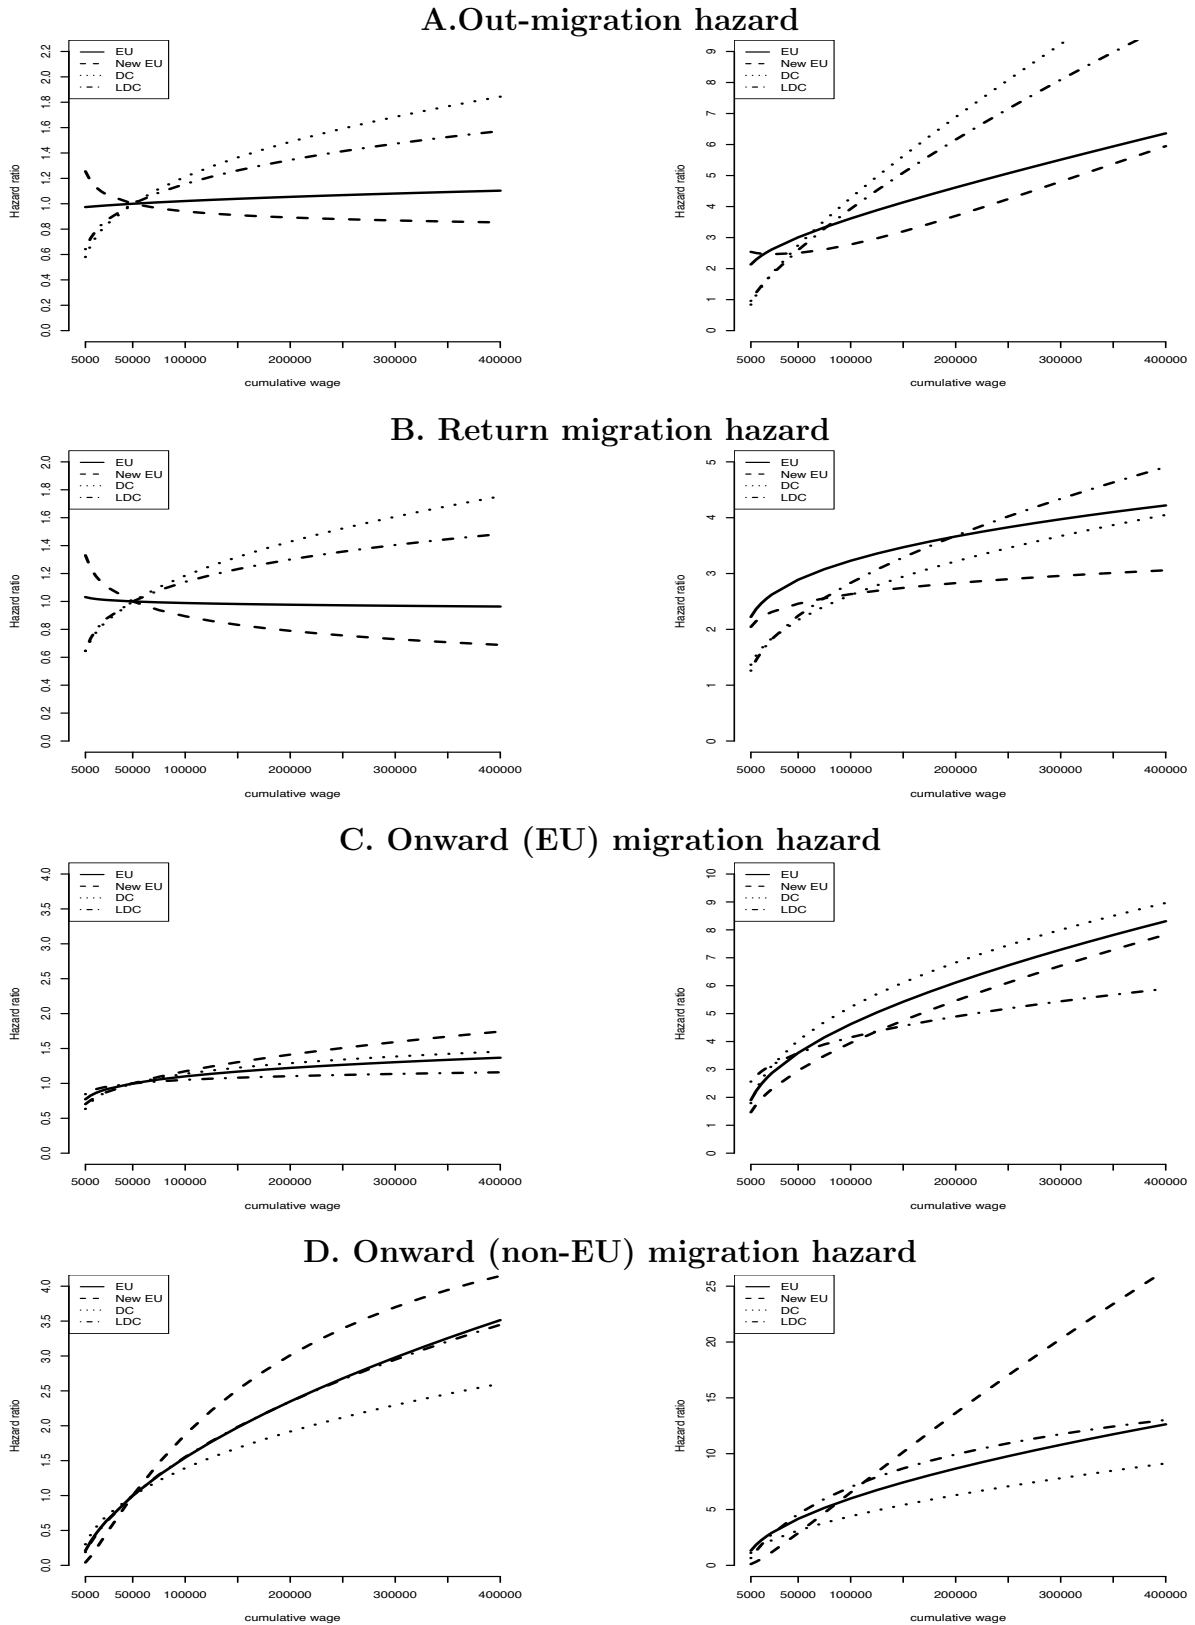 A.Out-migration hazard
EU
New EU
DC
LDC
Hazard ratio
0.0 0.2 0.4 0.6 0.8 1.0 1.2 1.4 1.6 1.8 2.0 2.2
5000 50000 100000 200000 300000 400000
cumulative wage
EU
New EU
DC
LDC
Hazard ratio
0 1 2 3 4 5 6 7 8 9
5000 50000 100000 200000 300000 400000
cumulative wage
B. Return migration hazard
EU
New EU
DC
LDC
Hazard ratio
0.0 0.2 0.4 0.6 0.8 1.0 1.2 1.4 1.6 1.8 2.0
5000 50000 100000 200000 300000 400000
cumulative wage
EU
New EU
DC
LDC
Hazard ratio
0 1 2 3 4 5
5000 50000 100000 200000 300000 400000
cumulative wage
C. Onward (EU) migration hazard
EU
New EU
DC
LDC
Hazard ratio
0.0 0.5 1.0 1.5 2.0 2.5 3.0 3.5 4.0
5000 50000 100000 200000 300000 400000
cumulative wage
EU
New EU
DC
LDC
Hazard ratio
0 1 2 3 4 5 6 7 8 9 10
5000 50000 100000 200000 300000 400000
cumulative wage
D. Onward (non-EU) migration hazard
EU
New EU
DC
LDC
Hazard ratio
0.0 0.5 1.0 1.5 2.0 2.5 3.0 3.5 4.0
5000 50000 100000 200000 300000 400000
cumulative wage
EU
New EU
DC
LDC
Hazard ratio
0 5 10 15 20 25
5000 50000 100000 200000 300000 400000
cumulative wage